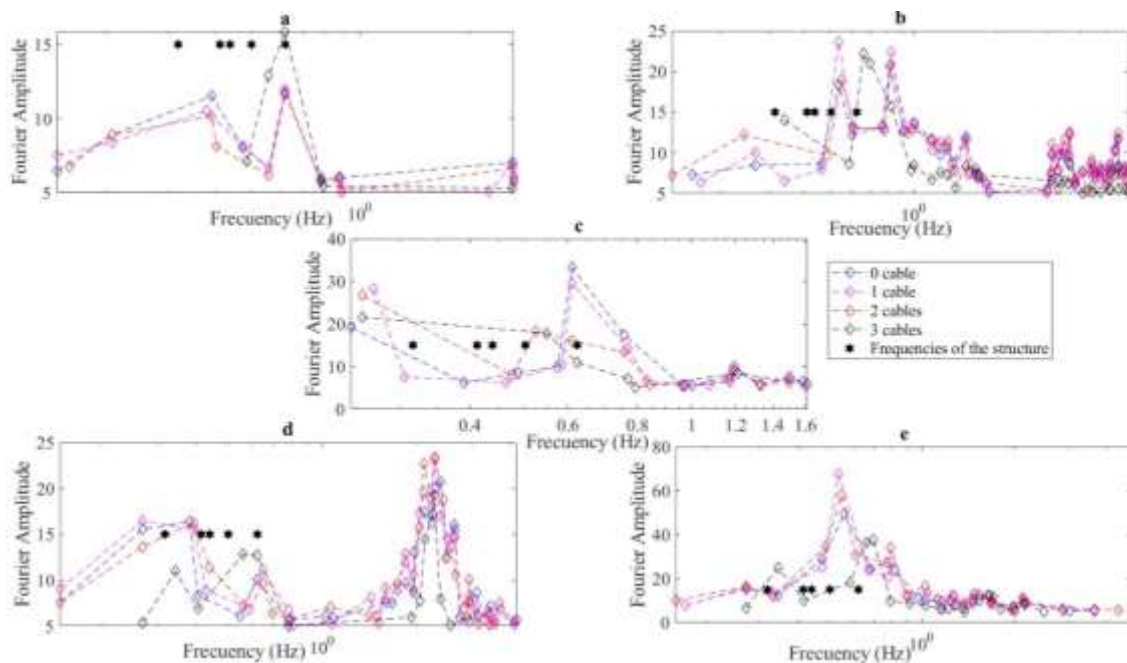 a
15
10
5
Fourier Amplitude
Frecuency (Hz)
10^0
b
25
20
15
10
5
Fourier Amplitude
Frecuency (Hz)
10^0
c
40
30
20
10
0
Fourier Amplitude
0.4 0.6 0.8 1 1.2 1.4 1.6
Frecuency (Hz)
0 cable
1 cable
2 cables
3 cables
Frequencies of the structure
d
25
20
15
10
5
Fourier Amplitude
Frecuency (Hz) 10^0
e
80
60
40
20
0
Fourier Amplitude
Frecuency (Hz) 10^0